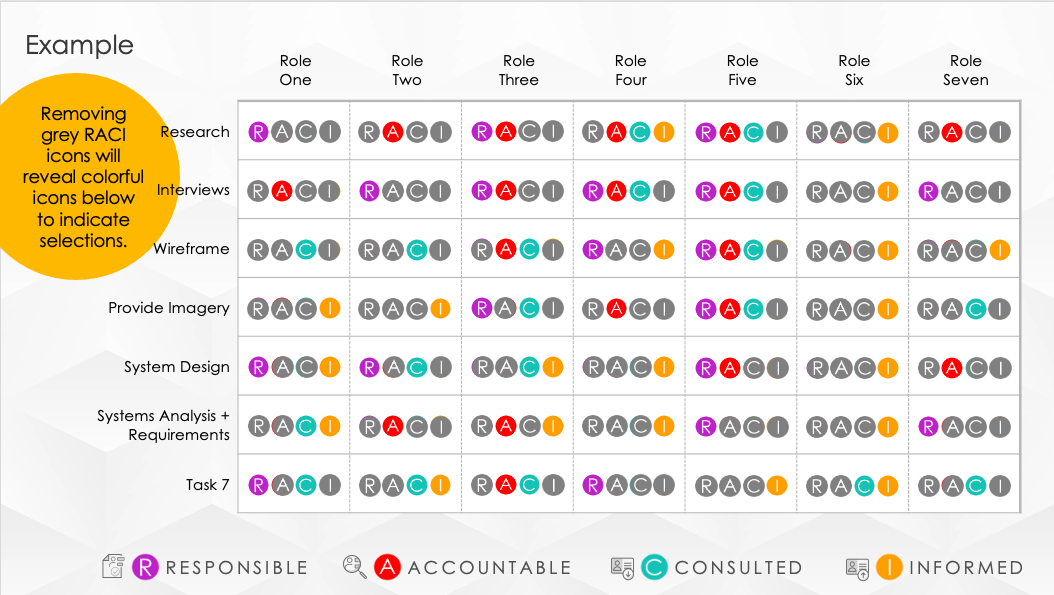 Example
Role
One
Role
Two
Role
Three
Role
Four
Role
Five
Role
Six
Role
Seven
Removing
grey RACI
icons will
reveal colorful
icons below
to indicate
selections.
Research
R A C I R A C I R A C I R A C I R A C I R A C I R A C I
Interviews
R A C I R A C I R A C I R A C I R A C I R A C I R A C I
Wireframe
R A C I R A C I R A C I R A C I R A C I R A C I R A C I
Provide Imagery
R A C I R A C I R A C I R A C I R A C I R A C I R A C I
System Design
R A C I R A C I R A C I R A C I R A C I R A C I R A C I
Systems Analysis +
Requirements
R A C I R A C I R A C I R A C I R A C I R A C I R A C I
Task 7
R A C I R A C I R A C I R A C I R A C I R A C I R A C I
R RESPONSIBLE
A ACCOUNTABLE
C CONSULTED
I INFORMED